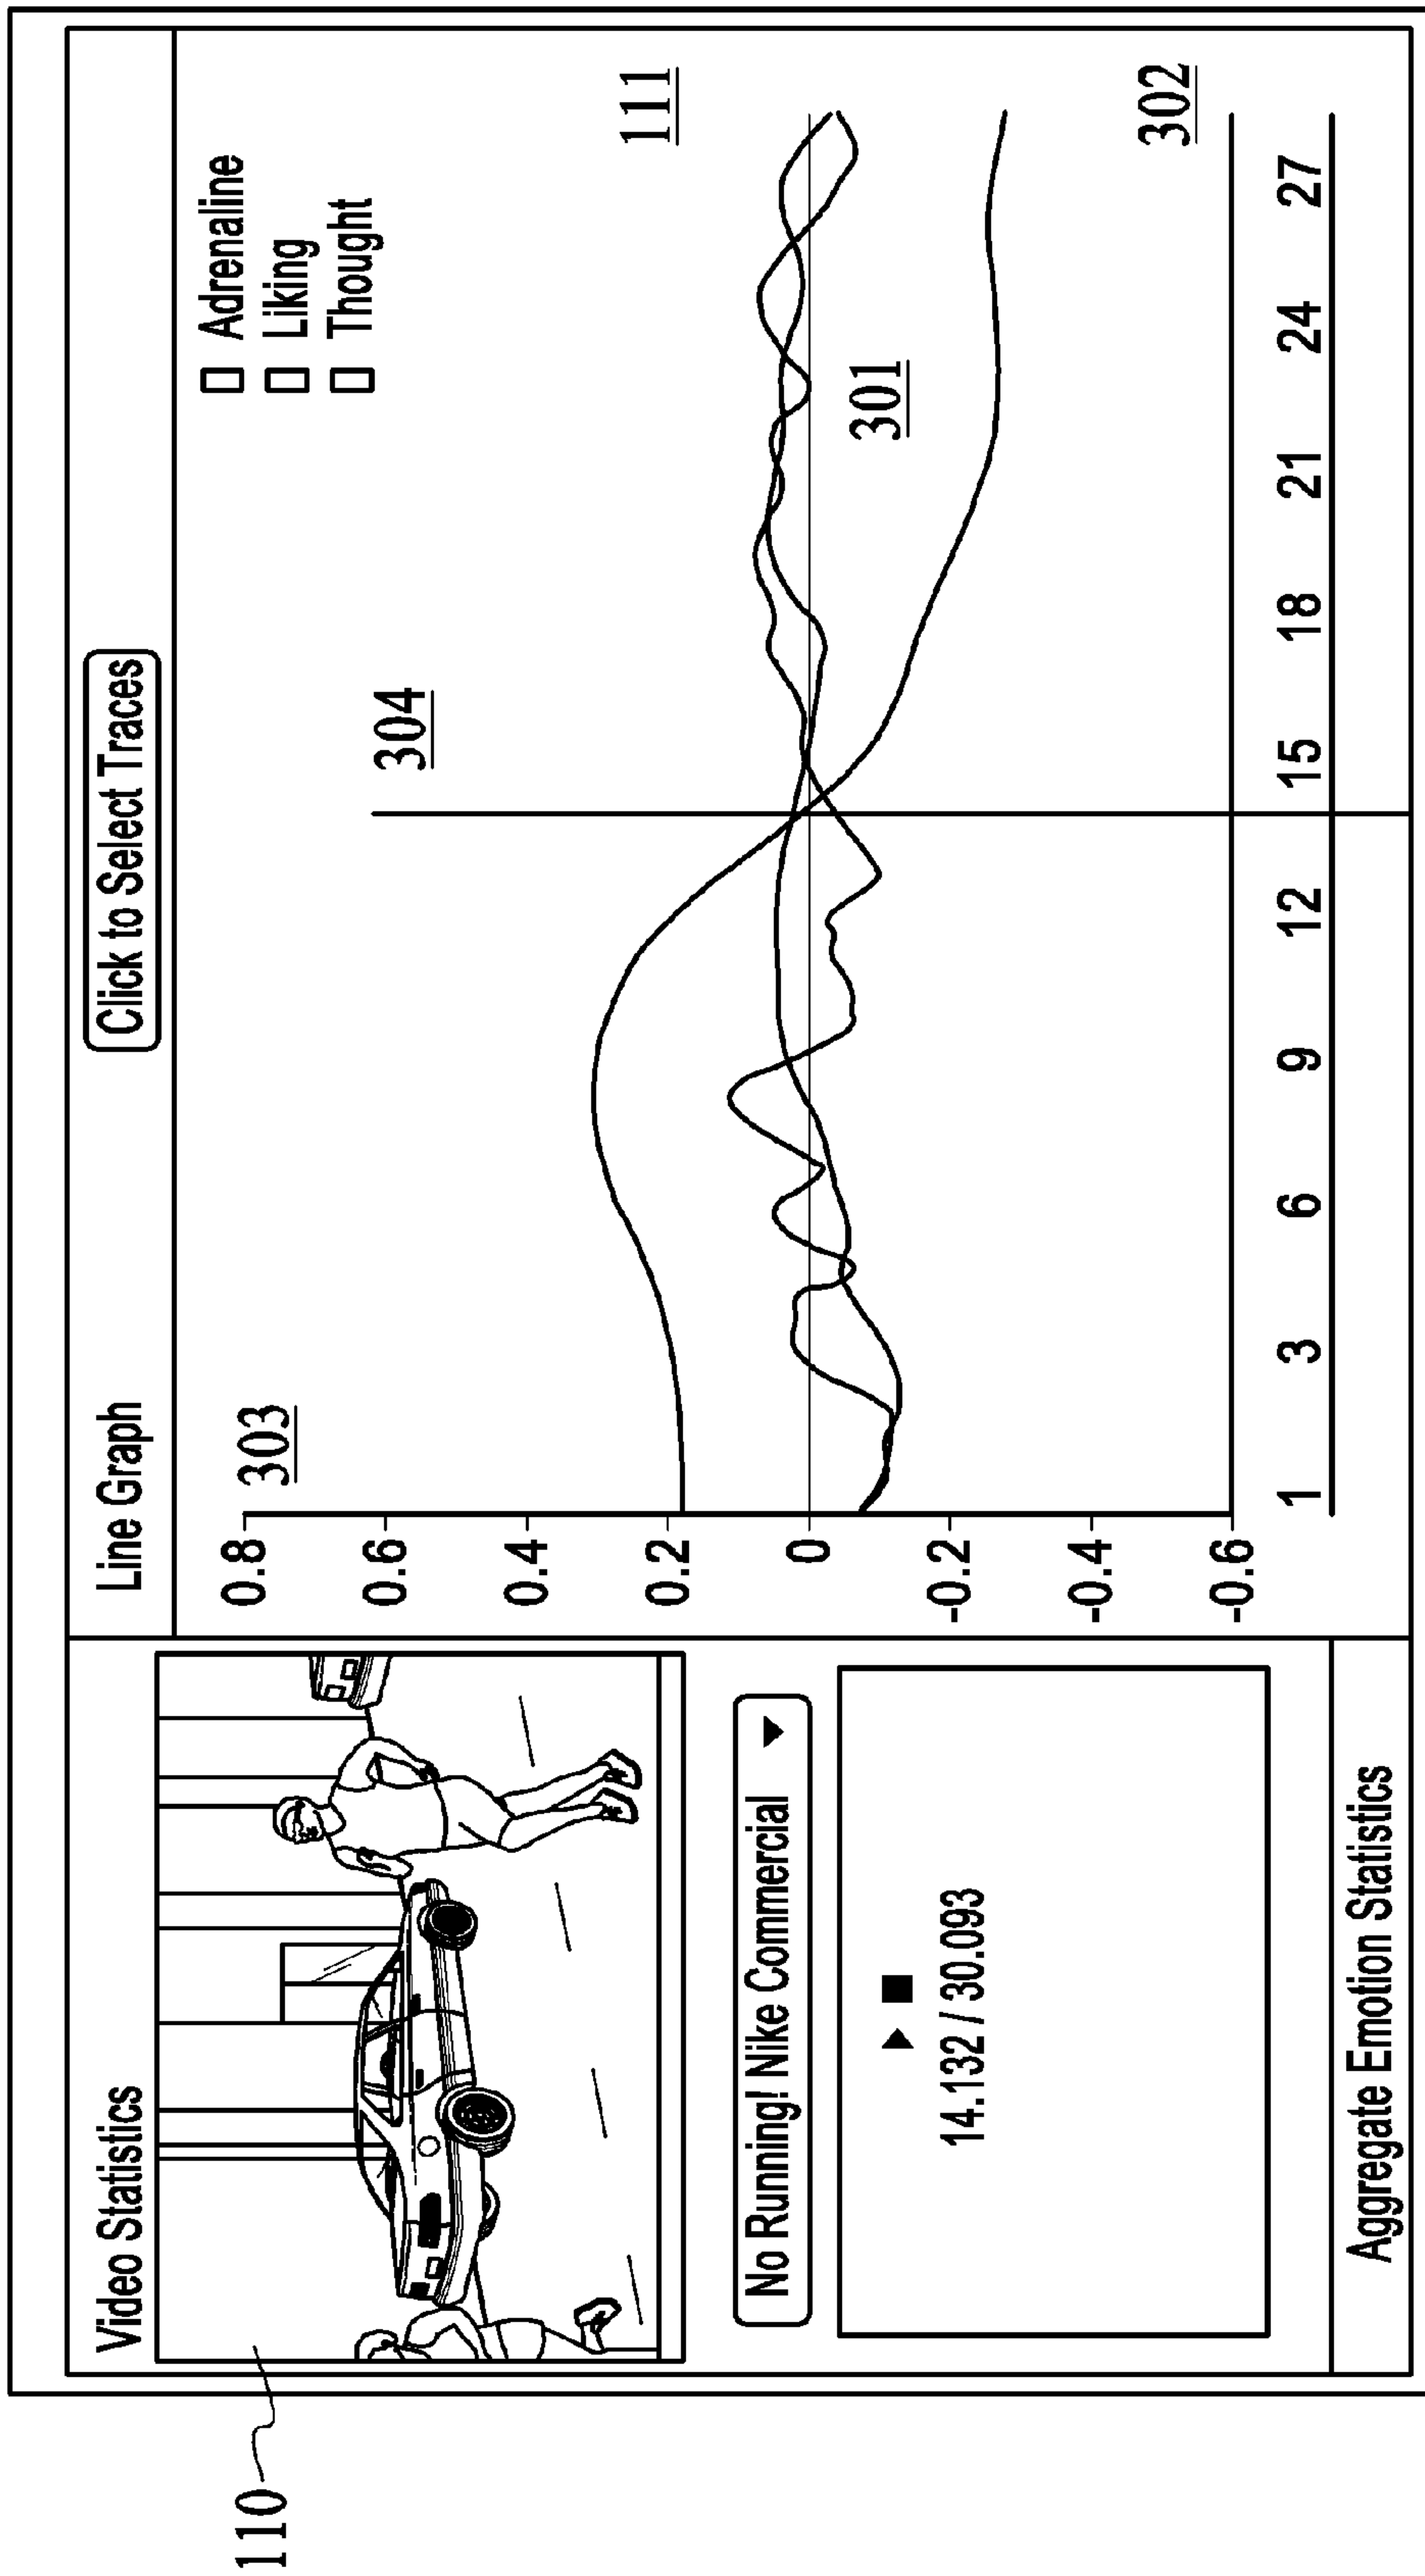 110
Video Statistics
No Running! Nike Commercial
14.132 / 30.093
Aggregate Emotion Statistics
Line Graph
Click to Select Traces
303
304
Adrenaline
Liking
Thought
111
301
302
0.8
0.6
0.4
0.2
0
-0.2
-0.4
-0.6
1 3 6 9 12 15 18 21 24 27